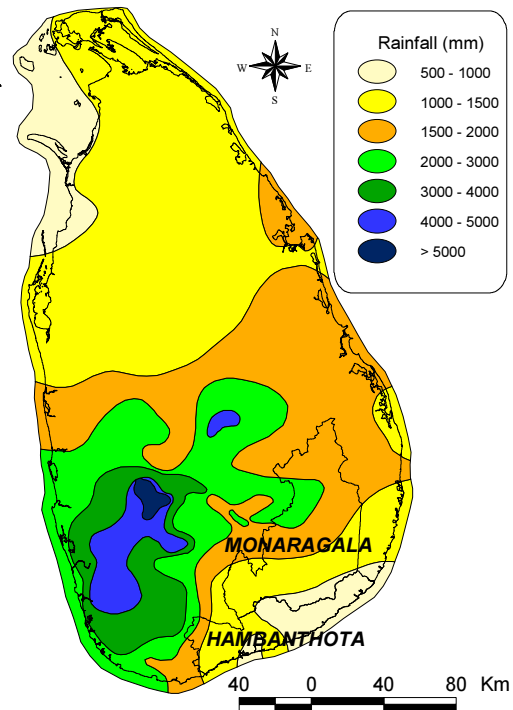 N
W E
S
Rainfall (mm)
500 - 1000
1000 - 1500
1500 - 2000
2000 - 3000
3000 - 4000
4000 - 5000
> 5000
MONARAGALA
HAMBANTHOTA
40 0 40 80 Km